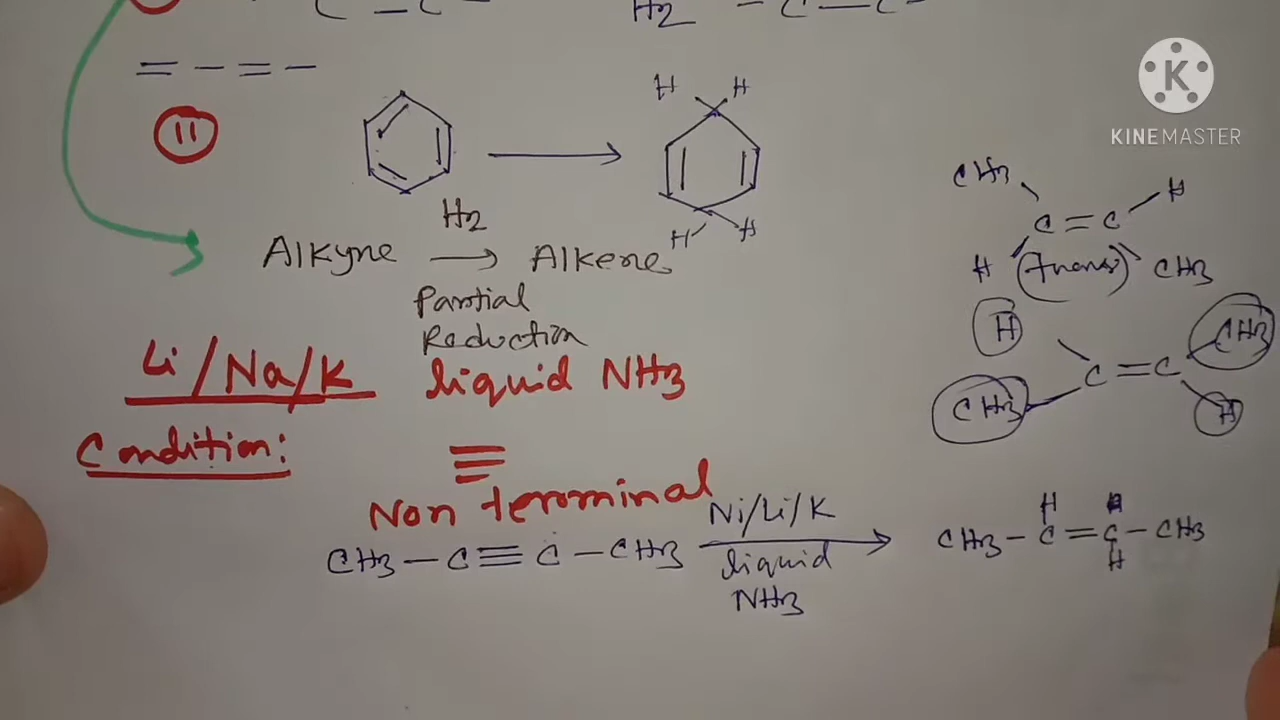 C - C -
H2 - C - C
= - = -
11
H H
H H
H2
Alkyne → Alkene
Partial
Reduction
Li/Na/K liquid NH3
Condition:
≡
Non terminal
CH3 - C ≡ C - CH3
Ni/Li/K
liquid
NH3
H H
CH3 - C = C - CH3
H
CH3 H
C = C
H (trans) CH3
H CH3
C = C
CH3 H
K
KINEMASTER